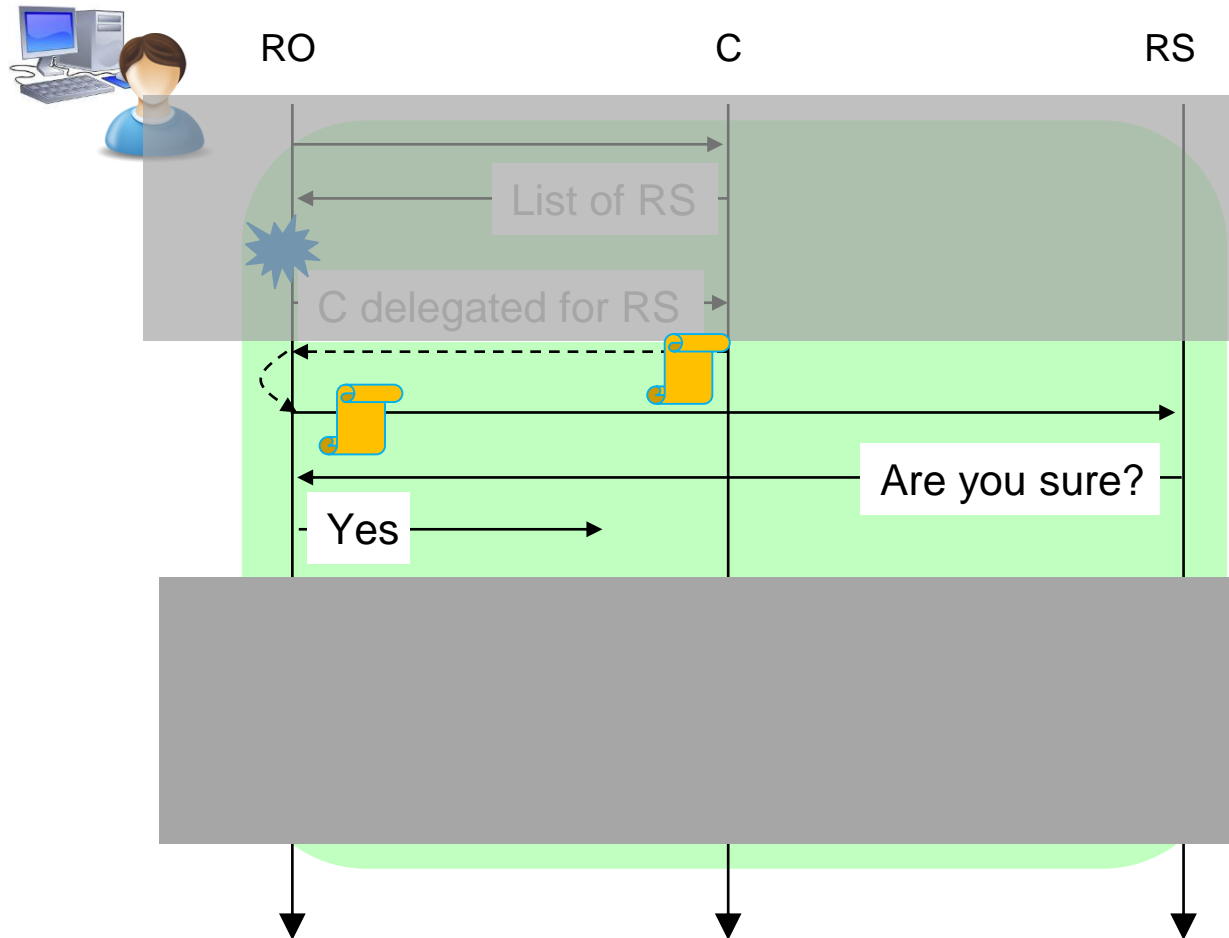 RO
C
RS
List of RS
C delegated for RS
Are you sure?
Yes